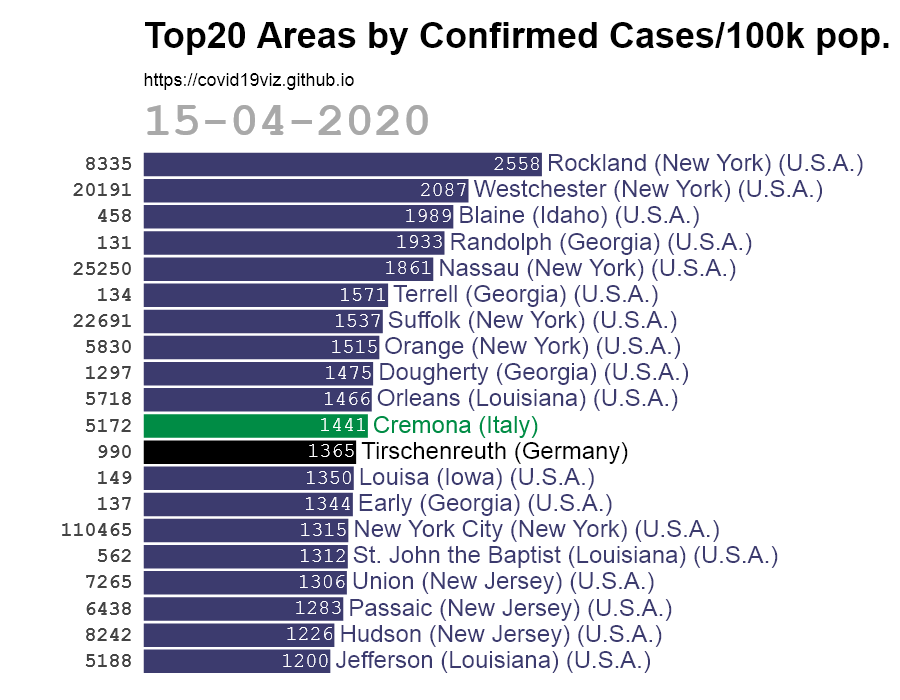 Top20 Areas by Confirmed Cases/100k pop.
https://covid19viz.github.io
15-04-2020
8335 2558 Rockland (New York) (U.S.A.)
20191 2087 Westchester (New York) (U.S.A.)
458 1989 Blaine (Idaho) (U.S.A.)
131 1933 Randolph (Georgia) (U.S.A.)
25250 1861 Nassau (New York) (U.S.A.)
134 1571 Terrell (Georgia) (U.S.A.)
22691 1537 Suffolk (New York) (U.S.A.)
5830 1515 Orange (New York) (U.S.A.)
1297 1475 Dougherty (Georgia) (U.S.A.)
5718 1466 Orleans (Louisiana) (U.S.A.)
5172 1441 Cremona (Italy)
990 1365 Tirschenreuth (Germany)
149 1350 Louisa (Iowa) (U.S.A.)
137 1344 Early (Georgia) (U.S.A.)
110465 1315 New York City (New York) (U.S.A.)
562 1312 St. John the Baptist (Louisiana) (U.S.A.)
7265 1306 Union (New Jersey) (U.S.A.)
6438 1283 Passaic (New Jersey) (U.S.A.)
8242 1226 Hudson (New Jersey) (U.S.A.)
5188 1200 Jefferson (Louisiana) (U.S.A.)